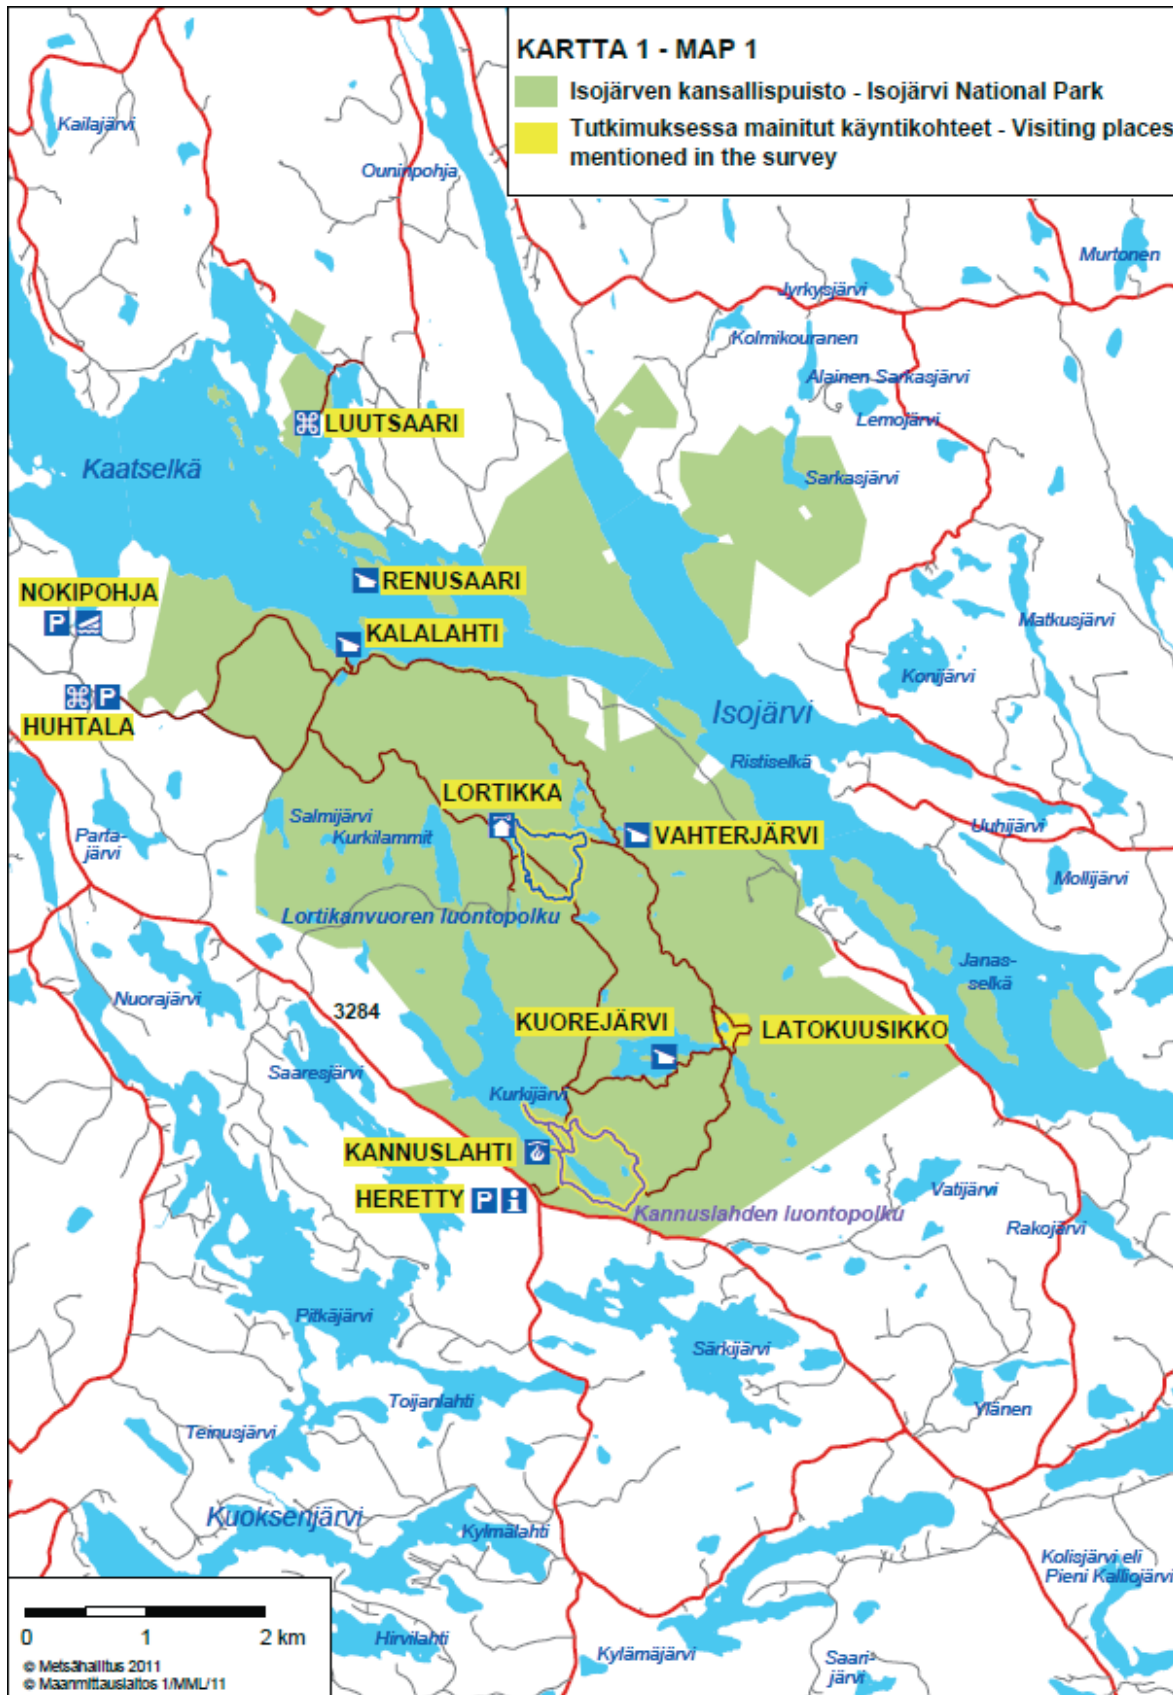 KARTTA 1 - MAP 1
Isojärven kansallispuisto - Isojärvi National Park
Tutkimuksessa mainitut käyntikohteet - Visiting places
mentioned in the survey
Kailajärvi
Ouninpohja
Murtonen
Jyrkysjärvi
Kolmikouranen
Alainen Sarkasjärvi
Lemojärvi
LUUTSAARI
Kaatselkä
Sarkasjärvi
RENUSAARI
NOKIPOHJA
P
KALALAHTI
Matkusjärvi
Konijärvi
P
HUHTALA
Isojärvi
Ristiselkä
LORTIKKA
Salmijärvi
Kurkilammit
VAHTERJÄRVI
Uuhijärvi
Parta-
järvi
Mollijärvi
Lortikanvuoren luontopolku
Janas-
selkä
Nuorajärvi
3284
KUOREJÄRVI
LATOKUUSIKKO
Saaresjärvi
Kurkijärvi
KANNUSLAHTI
HERETTY
P i
Kannuslahden luontopolku
Vatijärvi
Rakojärvi
Pitkäjärvi
Särkijärvi
Toijanlahti
Ylänen
Teinusjärvi
Kuoksenjärvi
Kylmälahti
Kolisjärvi eli
Pieni Kalliojärvi
Hirvilahti
Kylämäjärvi
Saari-
järvi
0 1 2 km
© Metsähallitus 2011
© Maanmittauslaitos 1/MML/11